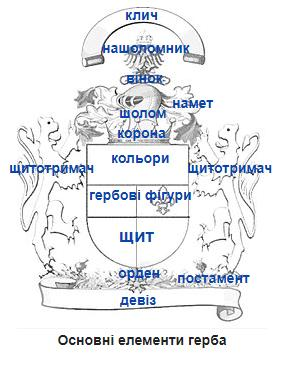 клич
нашоломник
вінок
намет
шолом
корона
кольори
щитотримач
щитотримач
гербові фігури
щит
орден
постамент
девіз
Основні елементи герба